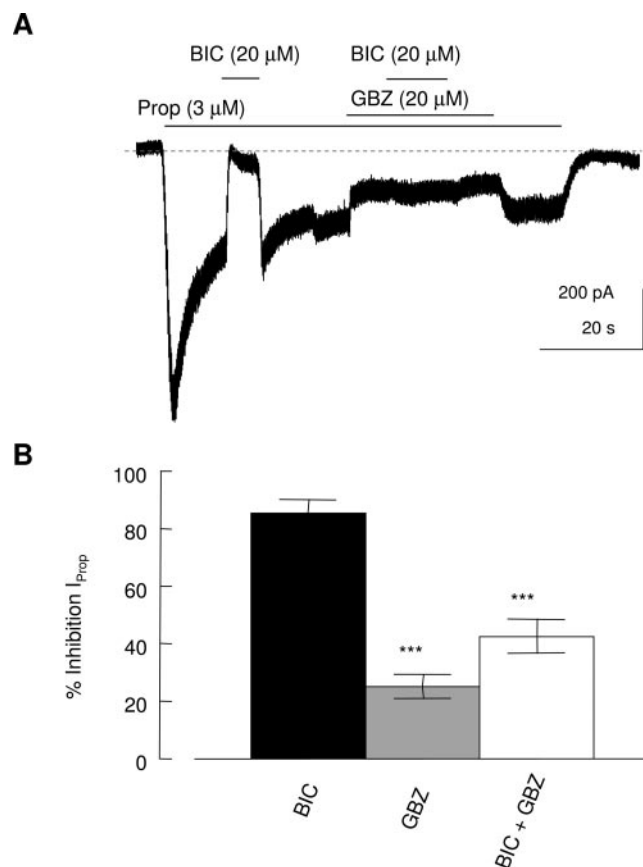 A
BIC (20 μM) BIC (20 μM)
GBZ (20 μM)
Prop (3 μM)
200 pA
20 s
B
100
80
60
40
20
0
% Inhibition I_Prop
***
***
BIC
GBZ
BIC + GBZ